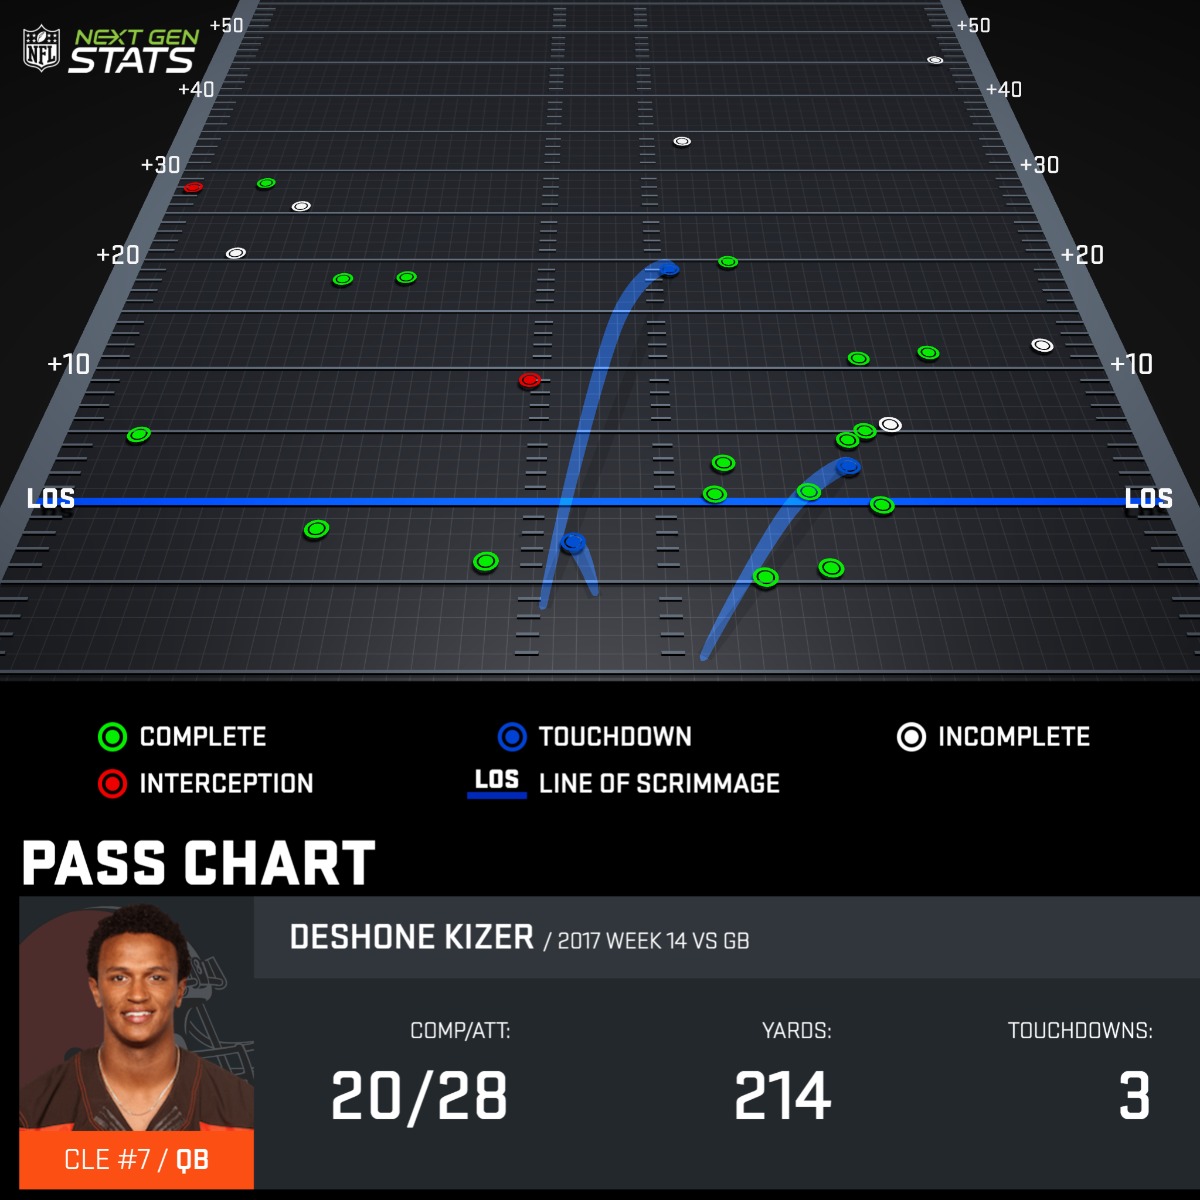 NFL NEXT GEN STATS
+50 +50
+40 +40
+30 +30
+20 +20
+10 +10
LOS LOS
COMPLETE TOUCHDOWN INCOMPLETE
INTERCEPTION LOS LINE OF SCRIMMAGE
PASS CHART
DESHONE KIZER / 2017 WEEK 14 VS GB
COMP/ATT: YARDS: TOUCHDOWNS:
20/28 214 3
CLE #7 / QB